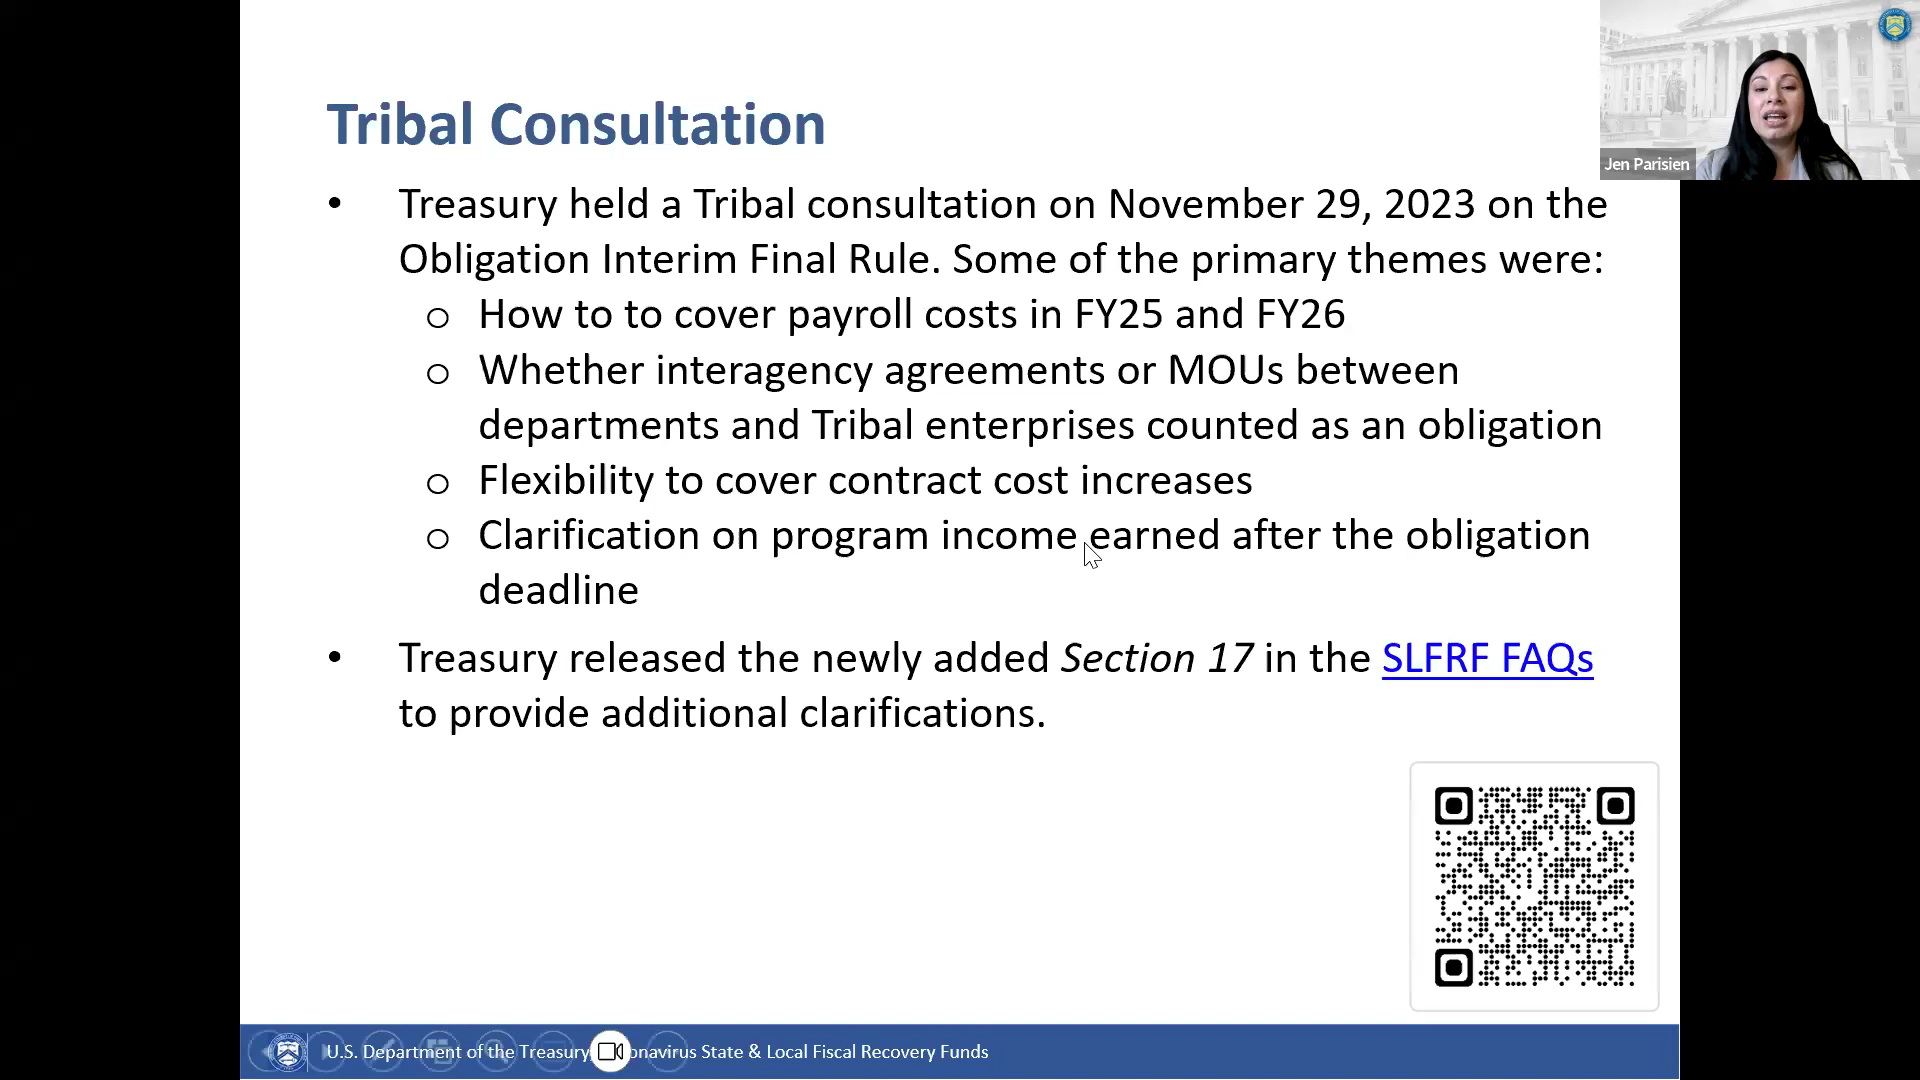 Tribal Consultation
Jen Parisien
• Treasury held a Tribal consultation on November 29, 2023 on the
Obligation Interim Final Rule. Some of the primary themes were:
o How to to cover payroll costs in FY25 and FY26
o Whether interagency agreements or MOUs between
departments and Tribal enterprises counted as an obligation
o Flexibility to cover contract cost increases
o Clarification on program income earned after the obligation
deadline
• Treasury released the newly added Section 17 in the SLFRF FAQs
to provide additional clarifications.
U.S. Department of the Treasury onavirus State & Local Fiscal Recovery Funds